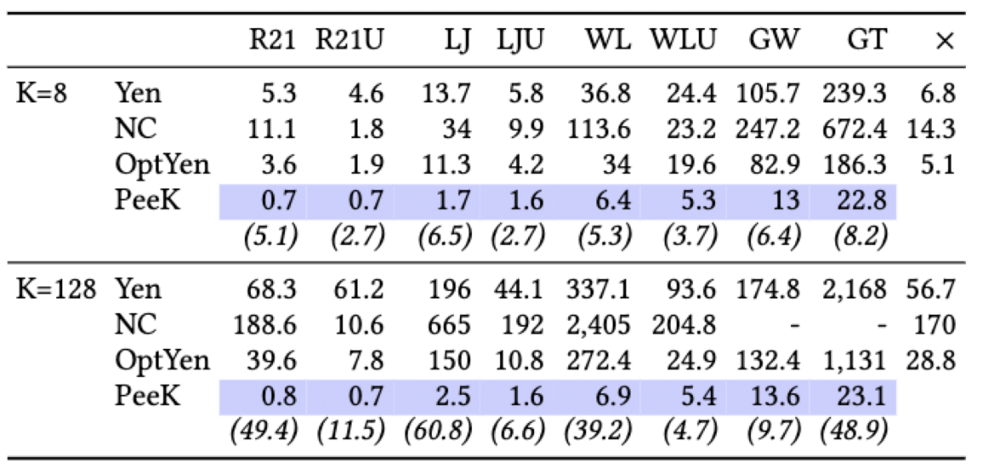 R21 R21U LJ LJU WL WLU GW GT ×
K=8 Yen 5.3 4.6 13.7 5.8 36.8 24.4 105.7 239.3 6.8
NC 11.1 1.8 34 9.9 113.6 23.2 247.2 672.4 14.3
OptYen 3.6 1.9 11.3 4.2 34 19.6 82.9 186.3 5.1
PeeK 0.7 0.7 1.7 1.6 6.4 5.3 13 22.8
(5.1) (2.7) (6.5) (2.7) (5.3) (3.7) (6.4) (8.2)
K=128 Yen 68.3 61.2 196 44.1 337.1 93.6 174.8 2,168 56.7
NC 188.6 10.6 665 192 2,405 204.8 - - 170
OptYen 39.6 7.8 150 10.8 272.4 24.9 132.4 1,131 28.8
PeeK 0.8 0.7 2.5 1.6 6.9 5.4 13.6 23.1
(49.4) (11.5) (60.8) (6.6) (39.2) (4.7) (9.7) (48.9)